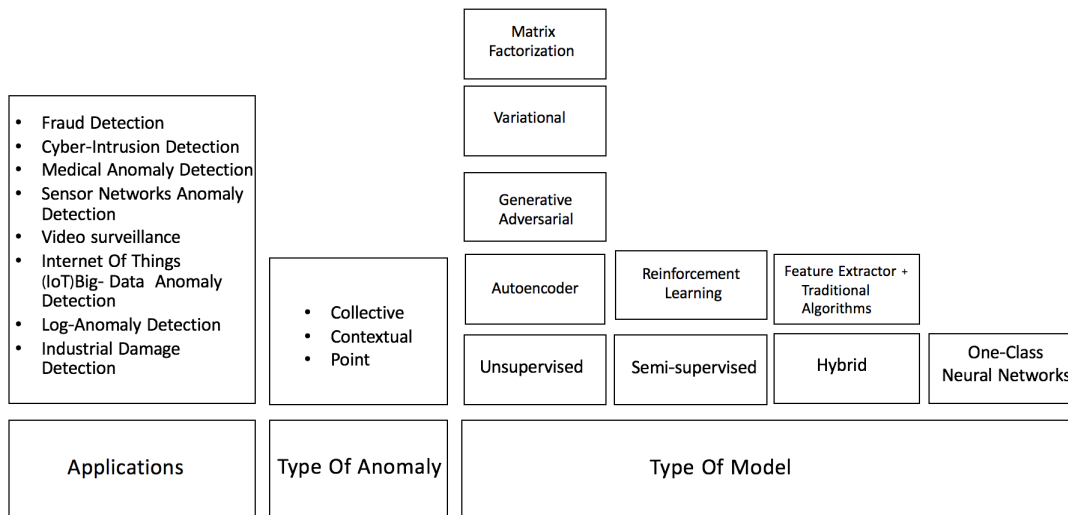 Matrix
Factorization
Variational
Generative
Adversarial
• Fraud Detection
• Cyber-Intrusion Detection
• Medical Anomaly Detection
• Sensor Networks Anomaly
Detection
• Video surveillance
• Internet Of Things
(IoT)Big- Data Anomaly
Detection
• Log-Anomaly Detection
• Industrial Damage
Detection
• Collective
• Contextual
• Point
Autoencoder
Reinforcement
Learning
Feature Extractor +
Traditional
Algorithms
Unsupervised
Semi-supervised
Hybrid
One-Class
Neural Networks
Applications
Type Of Anomaly
Type Of Model